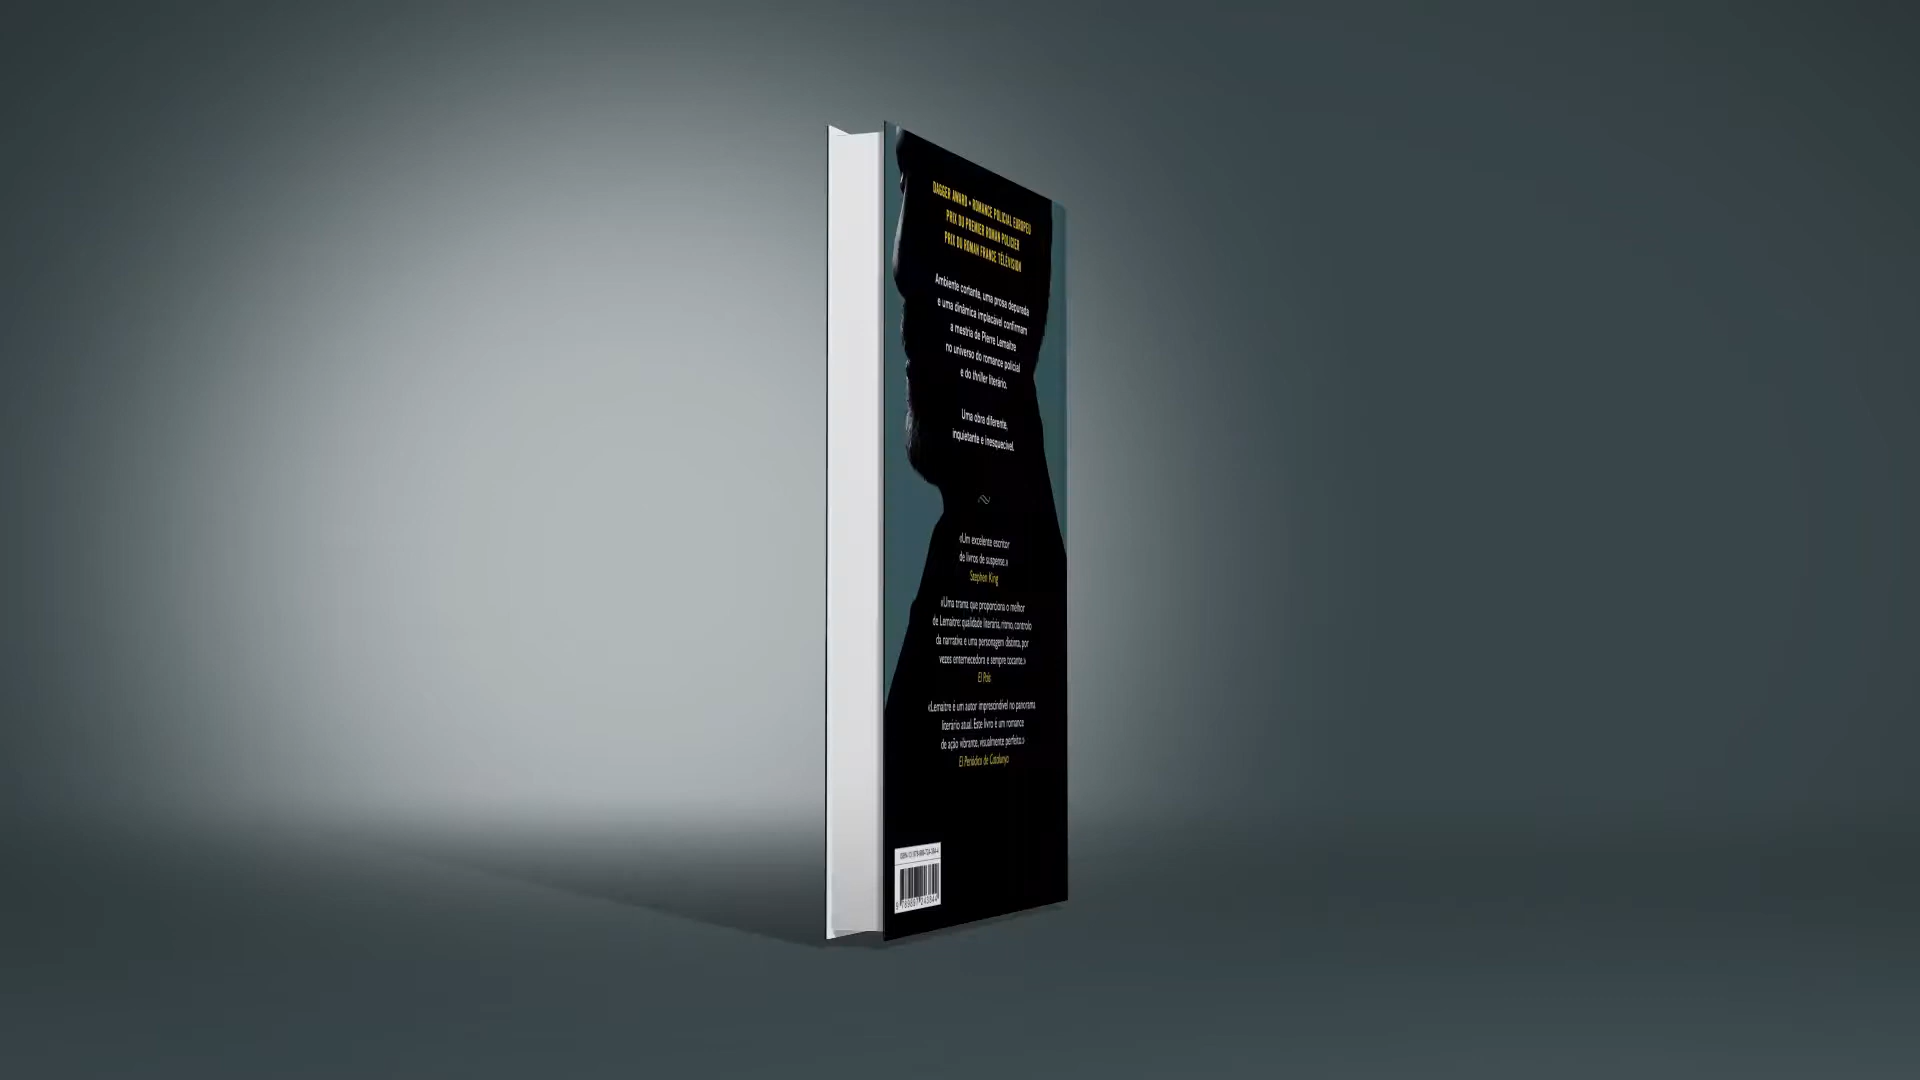 DAGGER AWARD • ROMANCE POLICIAL EUROPEU
PRIX DU PREMIER ROMAN POLICIER
PRIX DU ROMAN FRANCE TÉLÉVISION
Ambiente cortante, uma prosa depurada
e uma dinâmica implacável confirmam
a mestria de Pierre Lemaitre
no universo do romance policial
e do thriller literário.
Uma obra diferente,
inquietante e inesquecível.
«Um excelente escritor
de livros de suspense.»
Stephen King
«Uma trama que proporciona o melhor
de Lemaitre: qualidade literária, ritmo, controlo
da narrativa e uma personagem distinta, por
vezes enternecedora e sempre tocante.»
El País
«Lemaitre é um autor imprescindível no panorama
literário atual. Este livro é um romance
de ação vibrante, visualmente perfeito.»
El Periódico de Catalunya